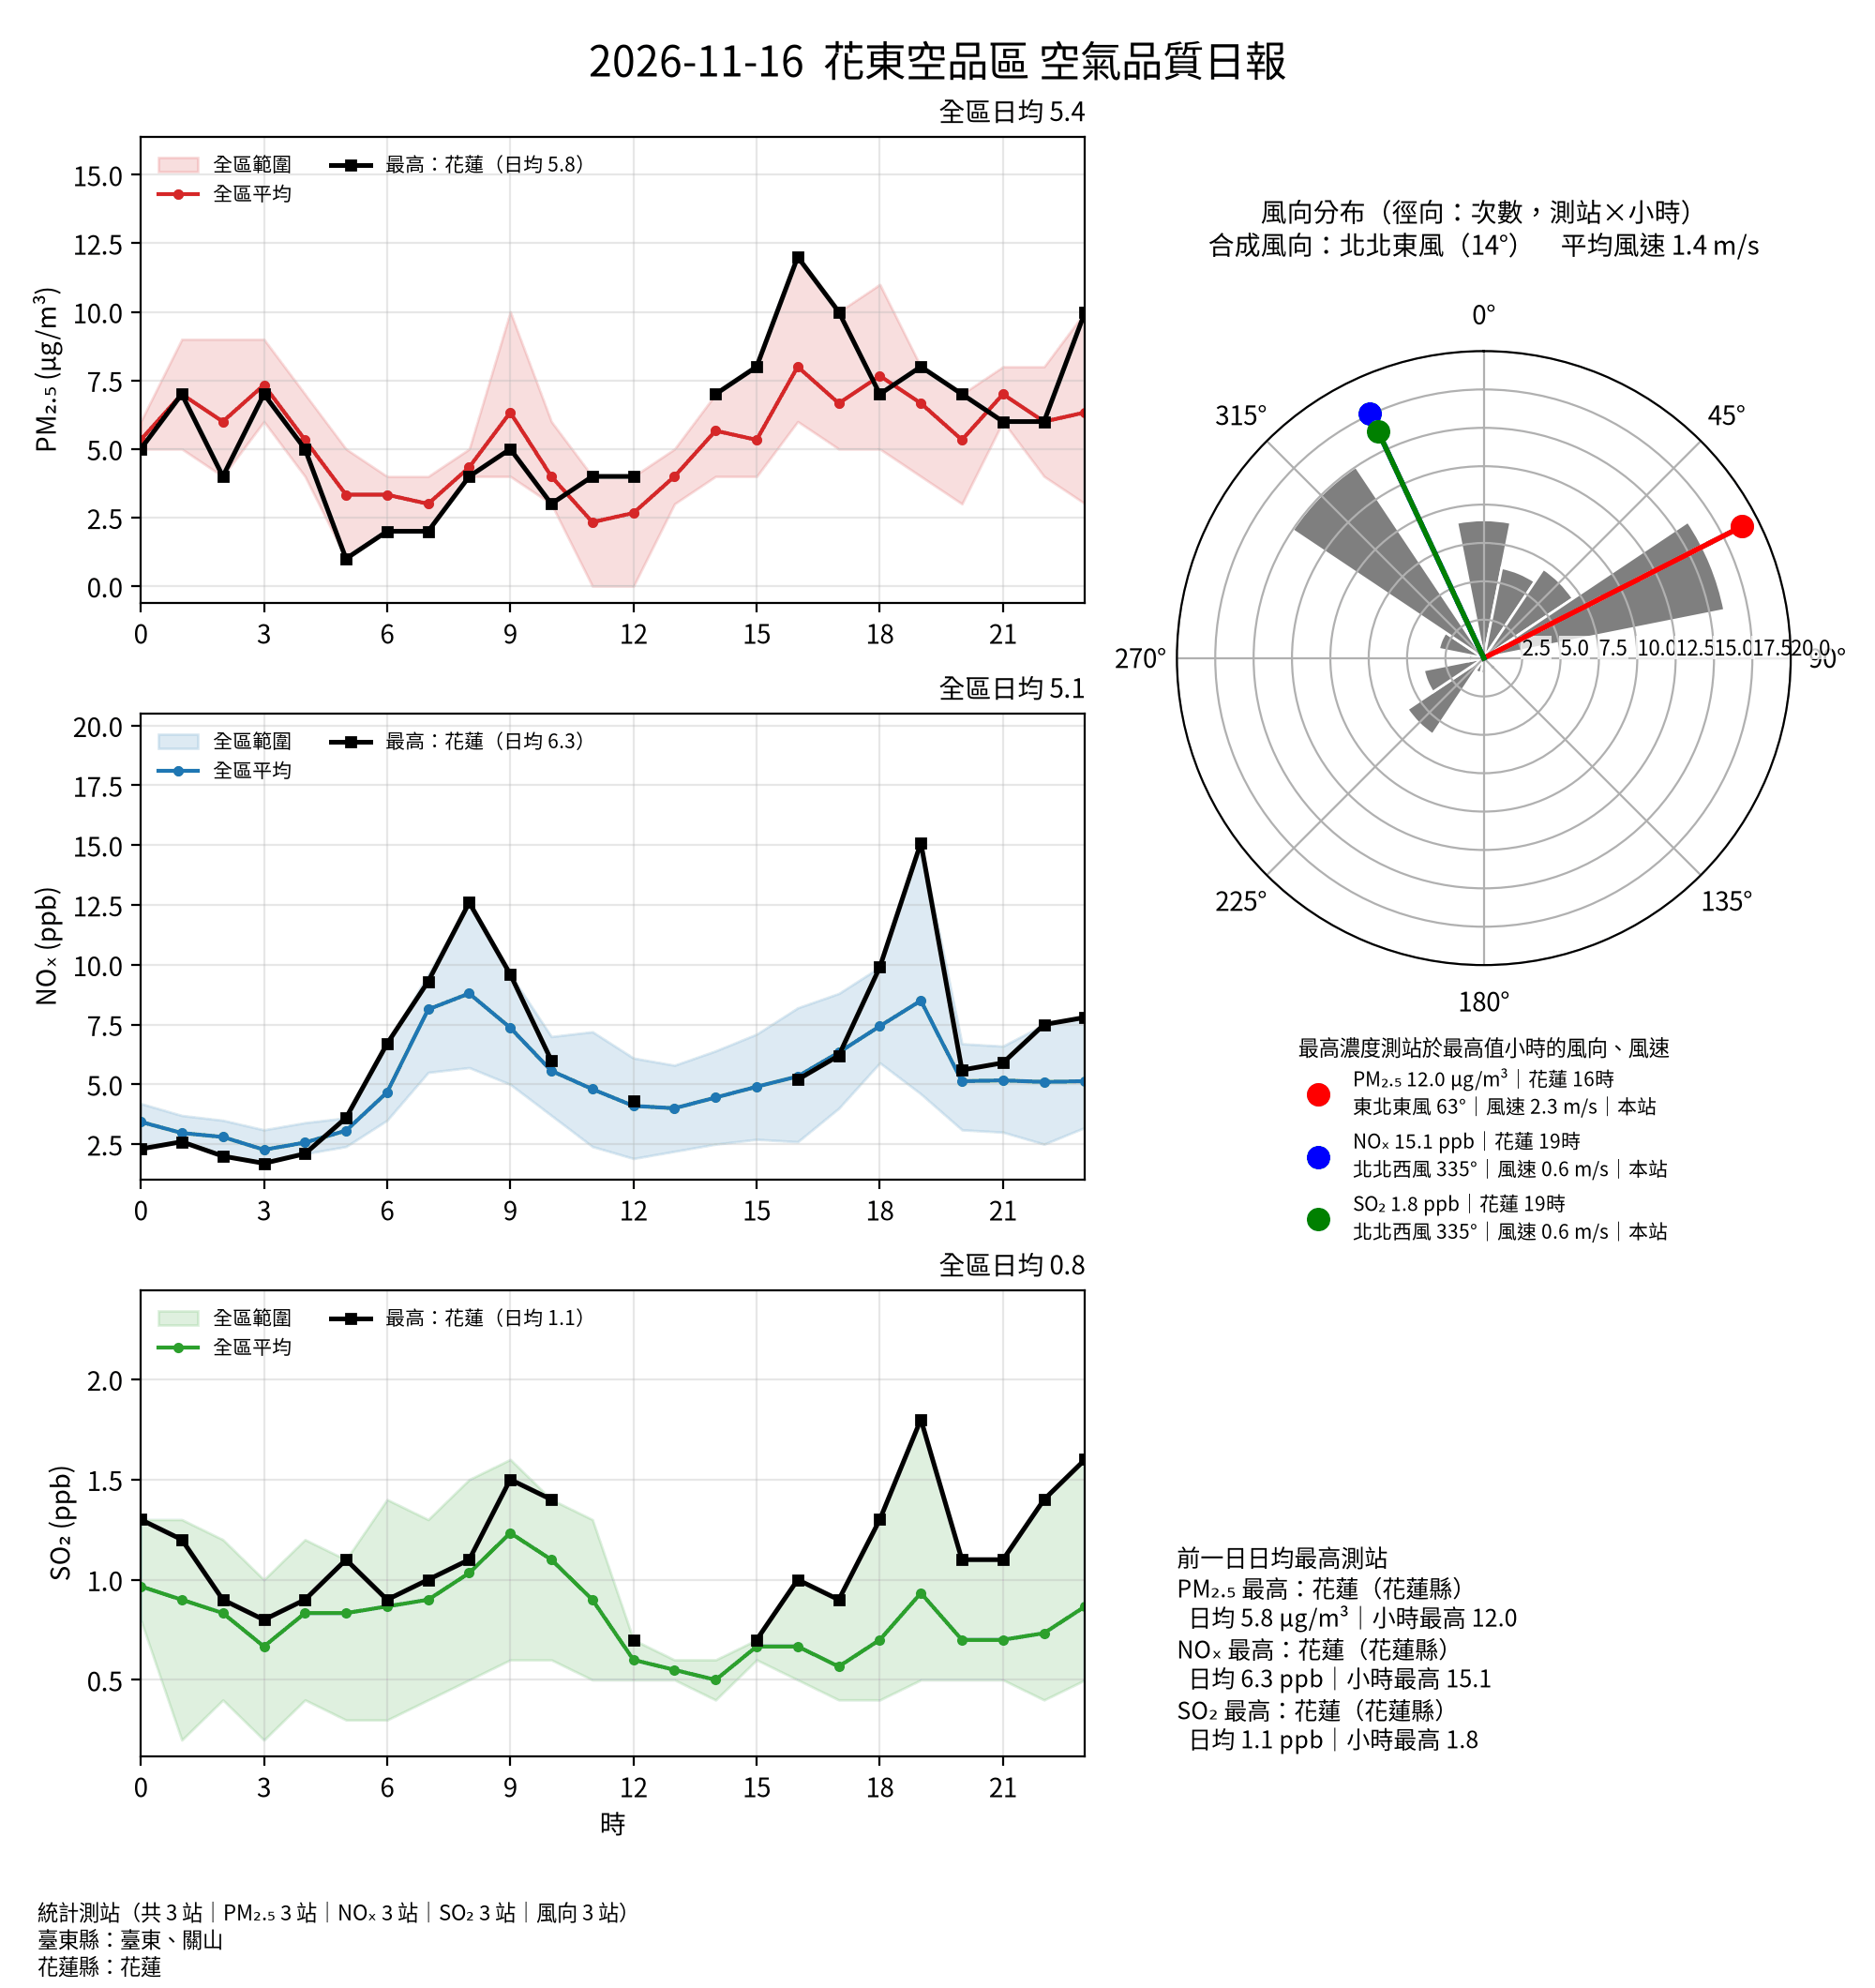 2026-11-16 花東空品區 空氣品質日報
全區日均 5.4
全區範圍
全區平均
最高：花蓮（日均 5.8）
PM₂.₅ (µg/m³)
15.0
12.5
10.0
7.5
5.0
2.5
0.0
0 3 6 9 12 15 18 21
全區日均 5.1
全區範圍
全區平均
最高：花蓮（日均 6.3）
NOₓ (ppb)
20.0
17.5
15.0
12.5
10.0
7.5
5.0
2.5
0 3 6 9 12 15 18 21
全區日均 0.8
全區範圍
全區平均
最高：花蓮（日均 1.1）
SO₂ (ppb)
2.0
1.5
1.0
0.5
0 3 6 9 12 15 18 21
時
風向分布（徑向：次數，測站×小時）
合成風向：北北東風（14°） 平均風速 1.4 m/s
0°
315° 45°
270° 2.5 5.0 7.5 10.0 12.5 15.0 17.5 20.0 90°
225° 135°
180°
最高濃度測站於最高值小時的風向、風速
PM₂.₅ 12.0 µg/m³｜花蓮 16時
東北東風 63°｜風速 2.3 m/s｜本站
NOₓ 15.1 ppb｜花蓮 19時
北北西風 335°｜風速 0.6 m/s｜本站
SO₂ 1.8 ppb｜花蓮 19時
北北西風 335°｜風速 0.6 m/s｜本站
前一日日均最高測站
PM₂.₅ 最高：花蓮（花蓮縣）
日均 5.8 µg/m³｜小時最高 12.0
NOₓ 最高：花蓮（花蓮縣）
日均 6.3 ppb｜小時最高 15.1
SO₂ 最高：花蓮（花蓮縣）
日均 1.1 ppb｜小時最高 1.8
統計測站（共 3 站｜PM₂.₅ 3 站｜NOₓ 3 站｜SO₂ 3 站｜風向 3 站）
臺東縣：臺東、關山
花蓮縣：花蓮